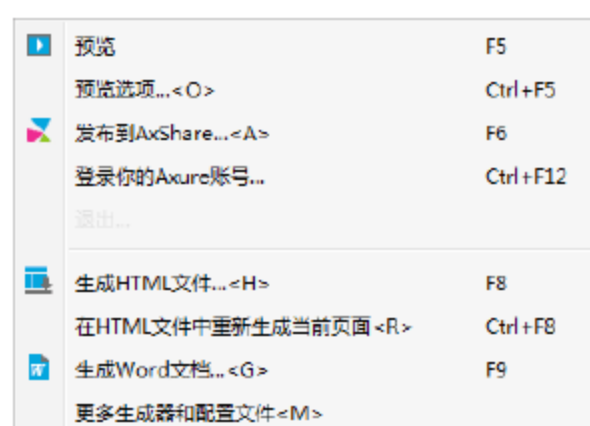 预览 F5
预览选项...<O> Ctrl+F5
发布到AxShare...<A> F6
登录你的Axure账号... Ctrl+F12
退出...
生成HTML文件...<H> F8
在HTML文件中重新生成当前页面<R> Ctrl+F8
生成Word文档...<G> F9
更多生成器和配置文件<M>